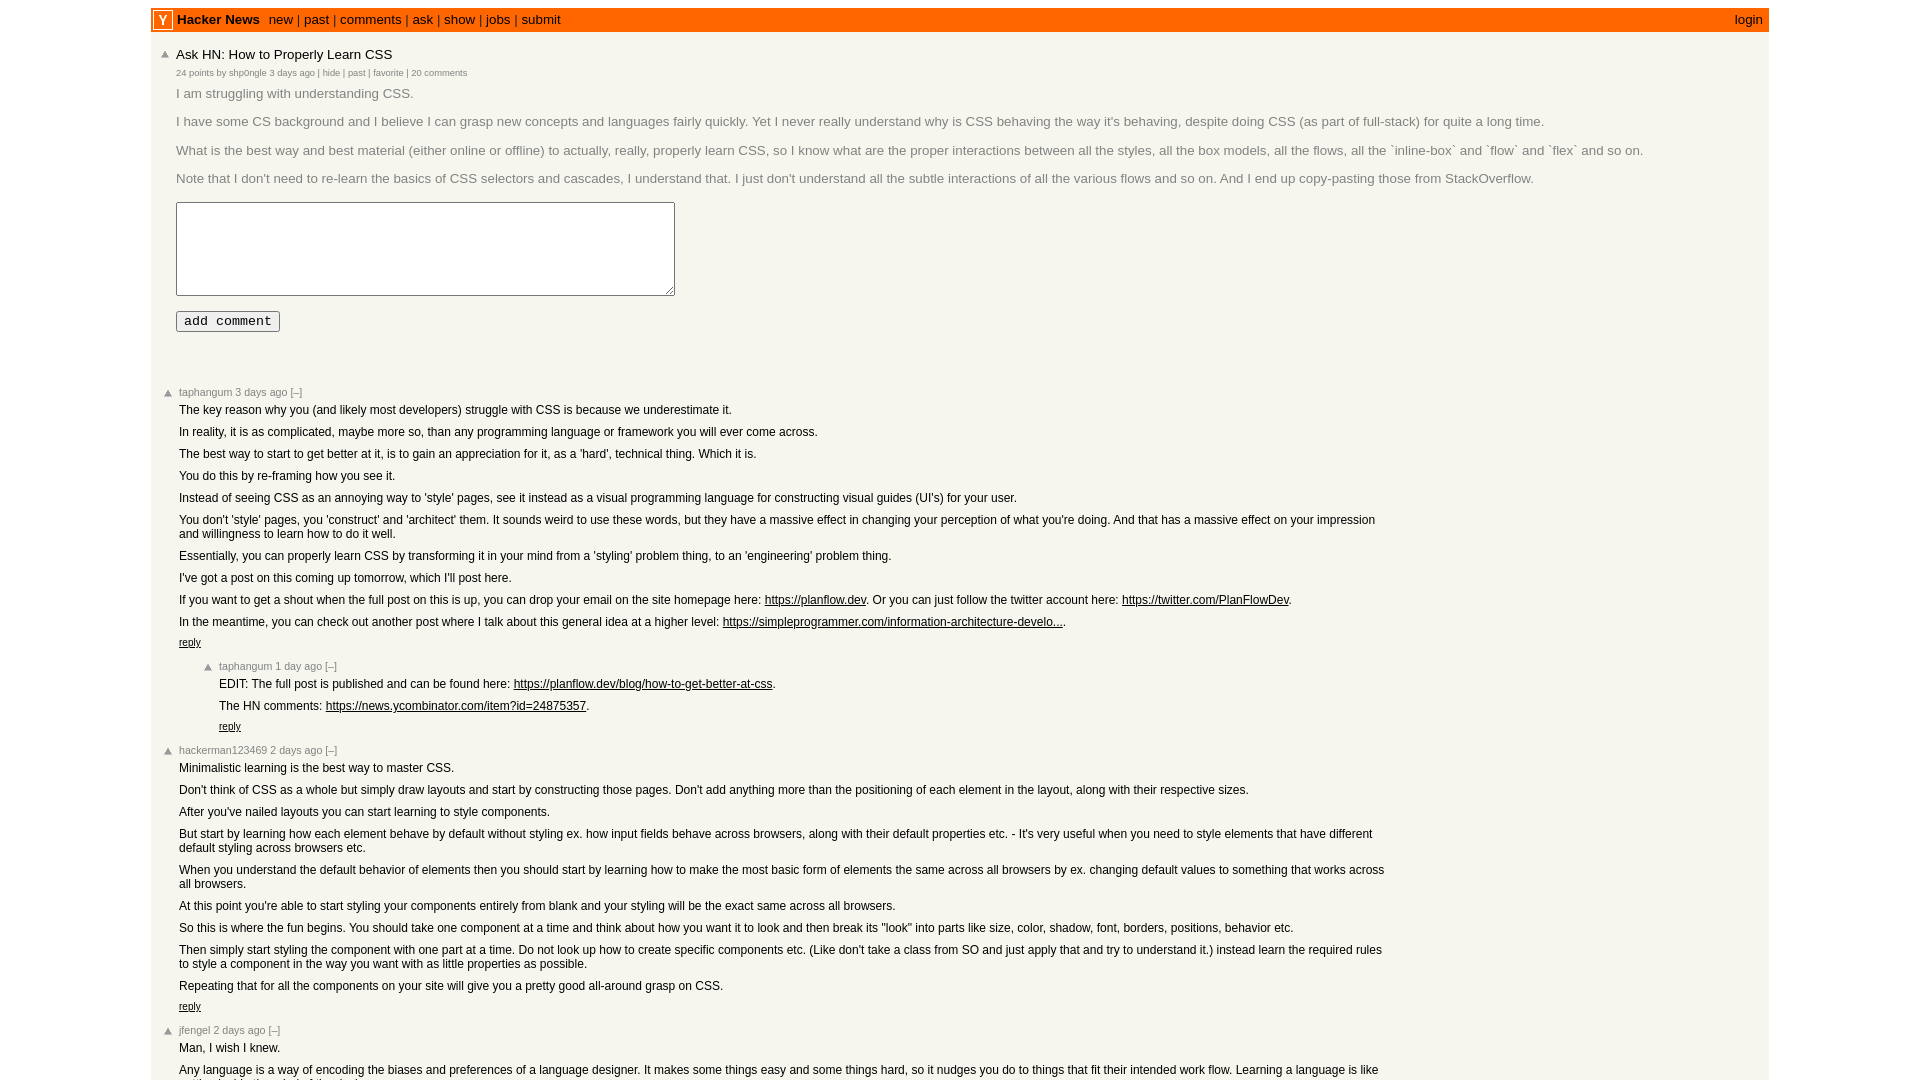 Y Hacker News new | past | comments | ask | show | jobs | submit login
Ask HN: How to Properly Learn CSS
24 points by shp0ngle 3 days ago | hide | past | favorite | 20 comments
I am struggling with understanding CSS.
I have some CS background and I believe I can grasp new concepts and languages fairly quickly. Yet I never really understand why is CSS behaving the way it's behaving, despite doing CSS (as part of full-stack) for quite a long time.
What is the best way and best material (either online or offline) to actually, really, properly learn CSS, so I know what are the proper interactions between all the styles, all the box models, all the flows, all the `inline-box` and `flow` and `flex` and so on.
Note that I don't need to re-learn the basics of CSS selectors and cascades, I understand that. I just don't understand all the subtle interactions of all the various flows and so on. And I end up copy-pasting those from StackOverflow.
add comment
taphangum 3 days ago [–]
The key reason why you (and likely most developers) struggle with CSS is because we underestimate it.
In reality, it is as complicated, maybe more so, than any programming language or framework you will ever come across.
The best way to start to get better at it, is to gain an appreciation for it, as a 'hard', technical thing. Which it is.
You do this by re-framing how you see it.
Instead of seeing CSS as an annoying way to 'style' pages, see it instead as a visual programming language for constructing visual guides (UI's) for your user.
You don't 'style' pages, you 'construct' and 'architect' them. It sounds weird to use these words, but they have a massive effect in changing your perception of what you're doing. And that has a massive effect on your impression
and willingness to learn how to do it well.
Essentially, you can properly learn CSS by transforming it in your mind from a 'styling' problem thing, to an 'engineering' problem thing.
I've got a post on this coming up tomorrow, which I'll post here.
If you want to get a shout when the full post on this is up, you can drop your email on the site homepage here: https://planflow.dev. Or you can just follow the twitter account here: https://twitter.com/PlanFlowDev.
In the meantime, you can check out another post where I talk about this general idea at a higher level: https://simpleprogrammer.com/information-architecture-develo....
reply
taphangum 1 day ago [–]
EDIT: The full post is published and can be found here: https://planflow.dev/blog/how-to-get-better-at-css.
The HN comments: https://news.ycombinator.com/item?id=24875357.
reply
hackerman123469 2 days ago [–]
Minimalistic learning is the best way to master CSS.
Don't think of CSS as a whole but simply draw layouts and start by constructing those pages. Don't add anything more than the positioning of each element in the layout, along with their respective sizes.
After you've nailed layouts you can start learning to style components.
But start by learning how each element behave by default without styling ex. how input fields behave across browsers, along with their default properties etc. - It's very useful when you need to style elements that have different
default styling across browsers etc.
When you understand the default behavior of elements then you should start by learning how to make the most basic form of elements the same across all browsers by ex. changing default values to something that works across
all browsers.
At this point you're able to start styling your components entirely from blank and your styling will be the exact same across all browsers.
So this is where the fun begins. You should take one component at a time and think about how you want it to look and then break its "look" into parts like size, color, shadow, font, borders, positions, behavior etc.
Then simply start styling the component with one part at a time. Do not look up how to create specific components etc. (Like don't take a class from SO and just apply that and try to understand it.) instead learn the required rules
to style a component in the way you want with as little properties as possible.
Repeating that for all the components on your site will give you a pretty good all-around grasp on CSS.
reply
jfengel 2 days ago [–]
Man, I wish I knew.
Any language is a way of encoding the biases and preferences of a language designer. It makes some things easy and some things hard, so it nudges you do to things that fit their intended work flow. Learning a language is like